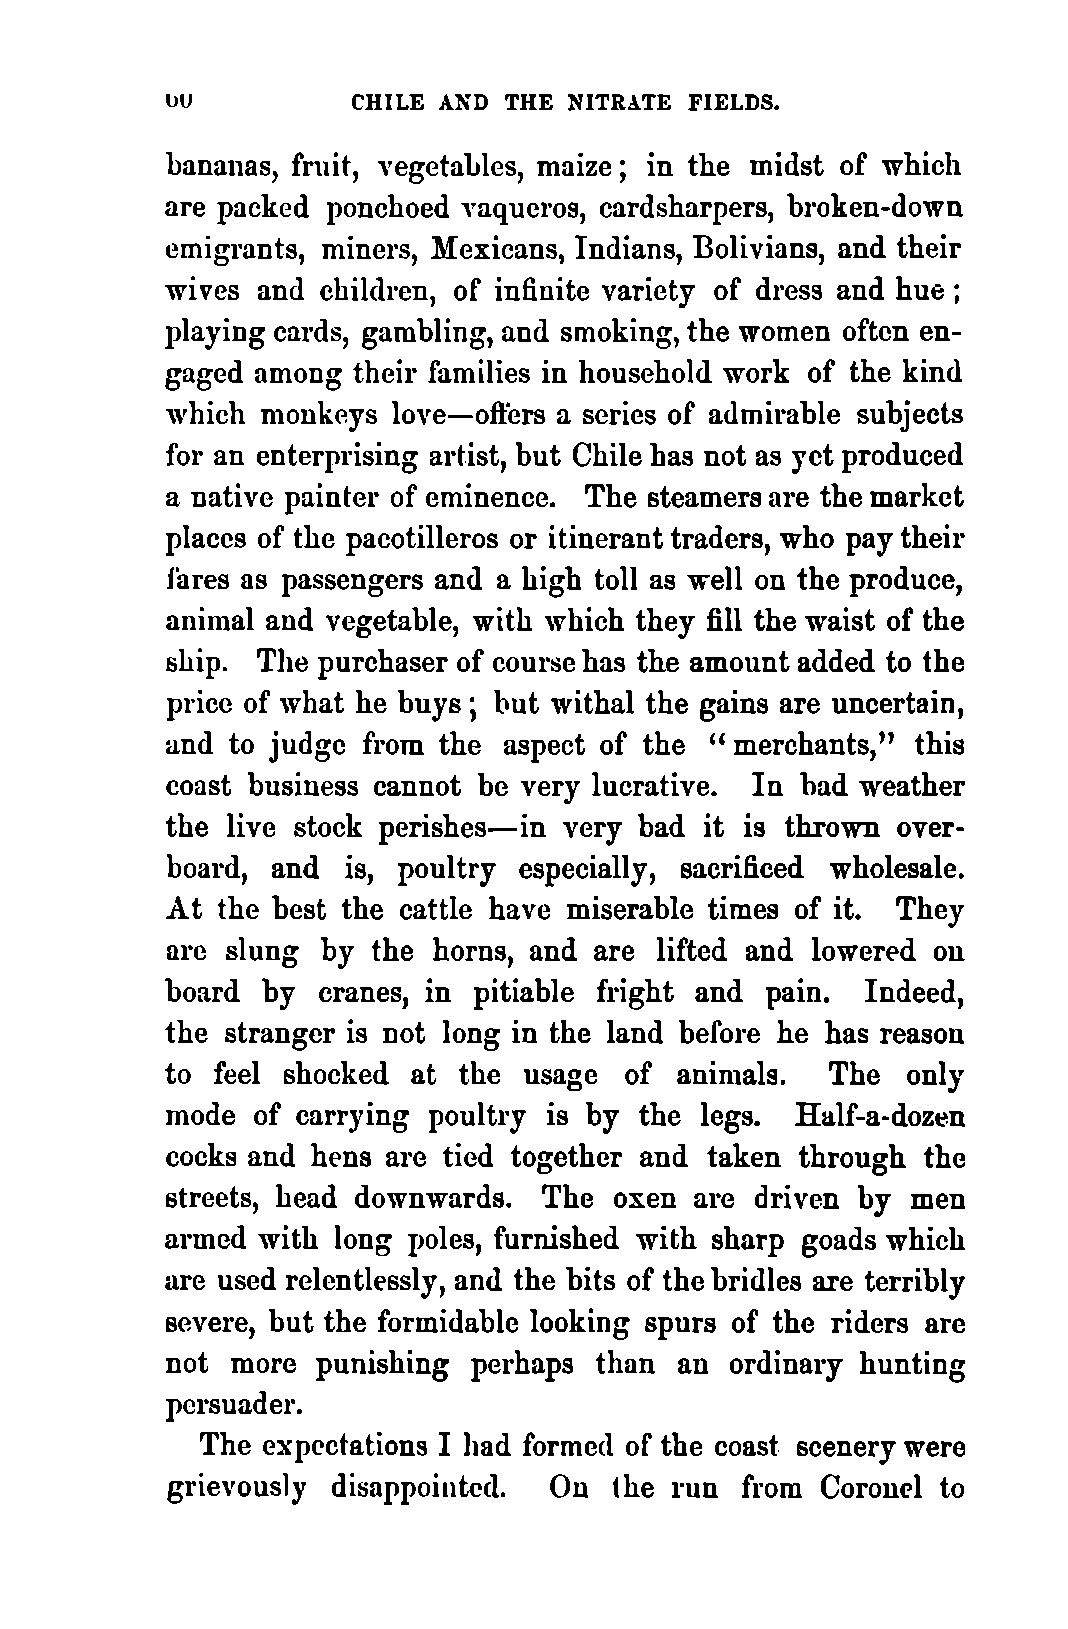 CHILE AND THE NITRATE FIELDS.
bananas, fruit, vegetables, maize; in the midst of which
are packed ponchoed vaqueros, cardsharpers, broken-down
emigrants, miners, Mexicans, Indians, Bolivians, and their
wives and children, of infinite variety of dress and hue;
playing cards, gambling, and smoking, the women often en-
gaged among their families in household work of the kind
which monkeys love—offers a series of admirable subjects
for an enterprising artist, but Chile has not as yet produced
a native painter of eminence. The steamers are the market
places of the pacotilleros or itinerant traders, who pay their
fares as passengers and a high toll as well on the produce,
animal and vegetable, with which they fill the waist of the
ship. The purchaser of course has the amount added to the
price of what he buys; but withal the gains are uncertain,
and to judge from the aspect of the "merchants," this
coast business cannot be very lucrative. In bad weather
the live stock perishes—in very bad it is thrown over-
board, and is, poultry especially, sacrificed wholesale.
At the best the cattle have miserable times of it. They
are slung by the horns, and are lifted and lowered on
board by cranes, in pitiable fright and pain. Indeed,
the stranger is not long in the land before he has reason
to feel shocked at the usage of animals. The only
mode of carrying poultry is by the legs. Half-a-dozen
cocks and hens are tied together and taken through the
streets, head downwards. The oxen are driven by men
armed with long poles, furnished with sharp goads which
are used relentlessly, and the bits of the bridles are terribly
severe, but the formidable looking spurs of the riders are
not more punishing perhaps than an ordinary hunting
persuader.
The expectations I had formed of the coast scenery were
grievously disappointed. On the run from Coronel to